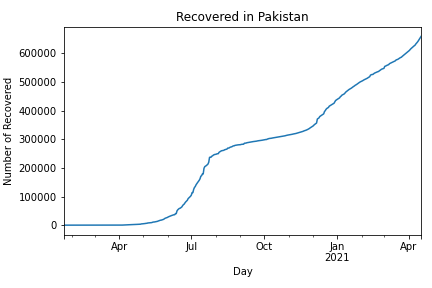 Recovered in Pakistan
Number of Recovered
600000
500000
400000
300000
200000
100000
0
Apr
Jul
Oct
Jan
2021
Apr
Day